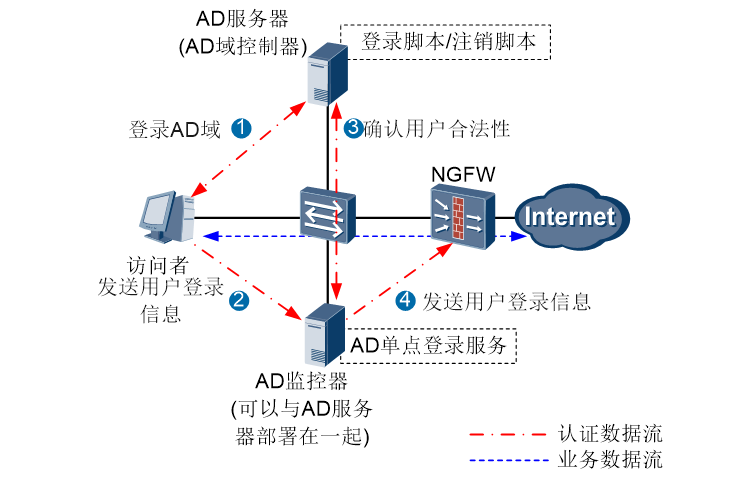 AD服务器
(AD域控制器)
登录脚本/注销脚本
登录AD域
1
3
确认用户合法性
NGFW
Internet
访问者
发送用户登录
信息
2
4
发送用户登录信息
AD单点登录服务
AD监控器
(可以与AD服务
器部署在一起)
认证数据流
业务数据流